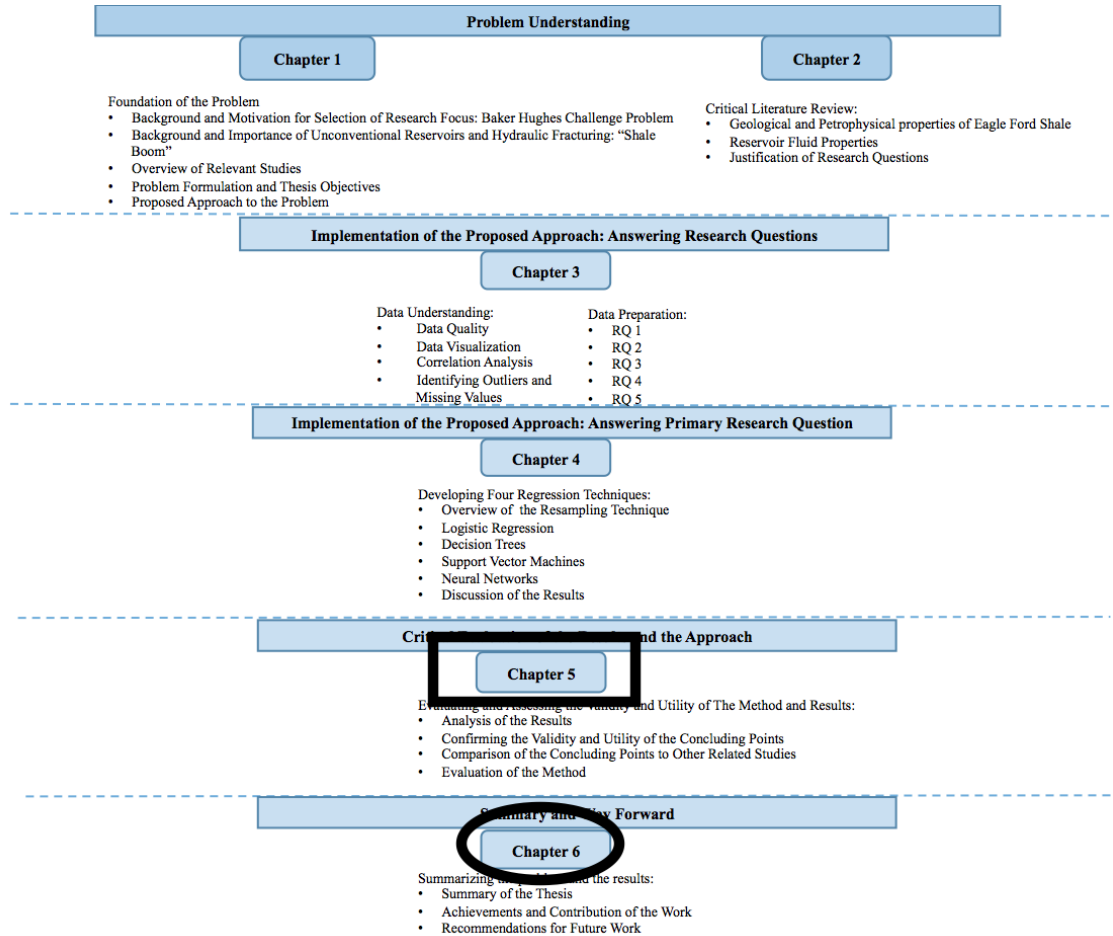 Problem Understanding
Chapter 1
Chapter 2
Foundation of the Problem
• Background and Motivation for Selection of Research Focus: Baker Hughes Challenge Problem
• Background and Importance of Unconventional Reservoirs and Hydraulic Fracturing: “Shale
Boom”
• Overview of Relevant Studies
• Problem Formulation and Thesis Objectives
• Proposed Approach to the Problem
Critical Literature Review:
• Geological and Petrophysical properties of Eagle Ford Shale
• Reservoir Fluid Properties
• Justification of Research Questions
Implementation of the Proposed Approach: Answering Research Questions
Chapter 3
Data Understanding:
• Data Quality
• Data Visualization
• Correlation Analysis
• Identifying Outliers and
Missing Values
Data Preparation:
• RQ 1
• RQ 2
• RQ 3
• RQ 4
• RQ 5
Implementation of the Proposed Approach: Answering Primary Research Question
Chapter 4
Developing Four Regression Techniques:
• Overview of the Resampling Technique
• Logistic Regression
• Decision Trees
• Support Vector Machines
• Neural Networks
• Discussion of the Results
the Approach
Chapter 5
Evaluating and Assessing the Validity and Utility of The Method and Results:
• Analysis of the Results
• Confirming the Validity and Utility of the Concluding Points
• Comparison of the Concluding Points to Other Related Studies
• Evaluation of the Method
Summary and Way Forward
Chapter 6
Summarizing the results:
• Summary of the Thesis
• Achievements and Contribution of the Work
• Recommendations for Future Work